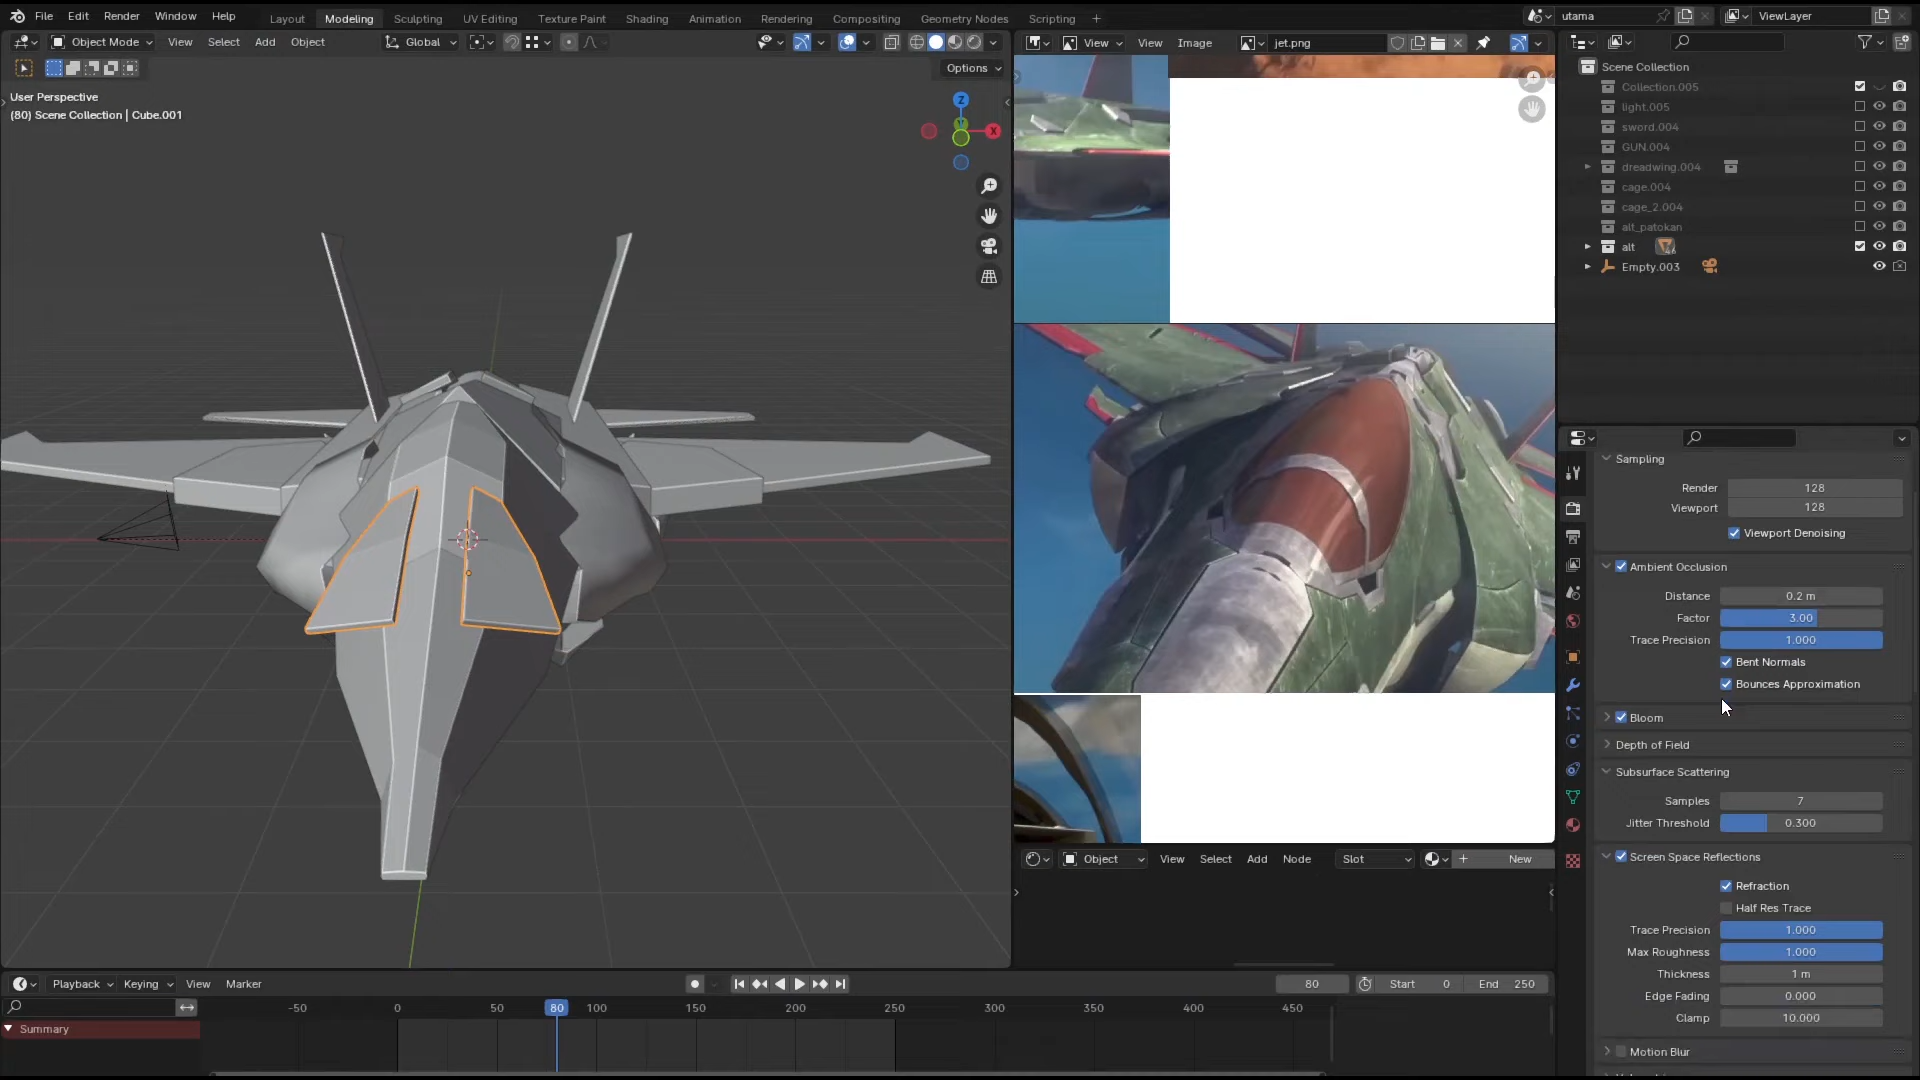 File Edit Render Window Help Layout Modeling Sculpting UV Editing Texture Paint Shading Animation Rendering Compositing Geometry Nodes Scripting + utama ViewLayer
Object Mode View Select Add Object Global
Options
User Perspective
(80) Scene Collection | Cube.001
Z
X
View View Image jet.png
Scene Collection
Collection.005
light.005
sword.004
GUN.004
dreadwing.004
cage.004
cage_2.004
alt_patokan
alt
Empty.003
Sampling
Render 128
Viewport 128
Viewport Denoising
Ambient Occlusion
Distance 0.2 m
Factor 3.00
Trace Precision 1.000
Bent Normals
Bounces Approximation
Bloom
Depth of Field
Subsurface Scattering
Samples 7
Jitter Threshold 0.300
Screen Space Reflections
Refraction
Half Res Trace
Trace Precision 1.000
Max Roughness 1.000
Thickness 1 m
Edge Fading 0.000
Clamp 10.000
Motion Blur
Object View Select Add Node Slot + New
Playback Keying View Marker 80 Start 0 End 250
-50 0 50 80 100 150 200 250 300 350 400 450
Summary